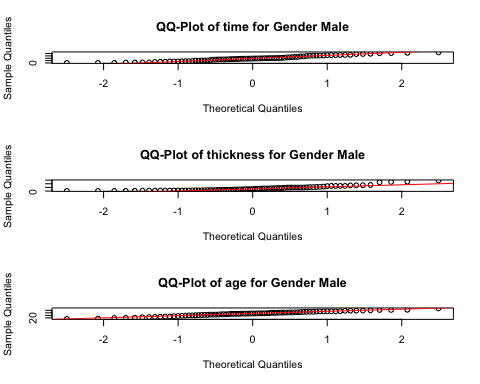 QQ-Plot of time for Gender Male
Sample Quantiles
0
-2 -1 0 1 2
Theoretical Quantiles
QQ-Plot of thickness for Gender Male
Sample Quantiles
0
-2 -1 0 1 2
Theoretical Quantiles
QQ-Plot of age for Gender Male
Sample Quantiles
20
-2 -1 0 1 2
Theoretical Quantiles